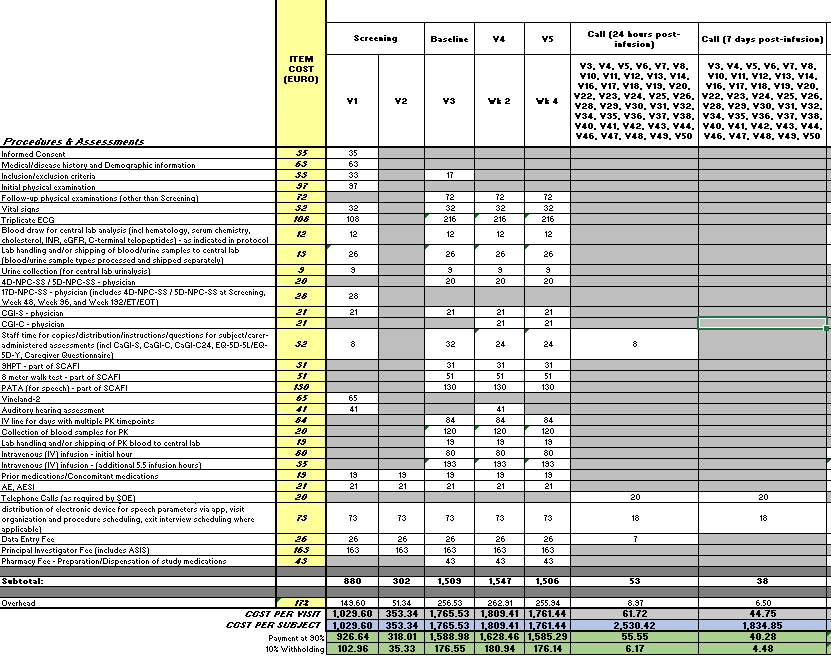 Screening Baseline V4 V5 Call (24 hours post-infusion) Call (7 days post-infusion)
ITEM COST (EURO)
V1 V2 V3 Wk 2 Wk 4
V3, V4, V5, V6, V7, V8,
V10, V11, V12, V13, V14,
V16, V17, V18, V19, V20,
V22, V23, V24, V25, V26,
V28, V29, V30, V31, V32,
V34, V35, V36, V37, V38,
V40, V41, V42, V43, V44,
V46, V47, V48, V49, V50
V3, V4, V5, V6, V7, V8,
V10, V11, V12, V13, V14,
V16, V17, V18, V19, V20,
V22, V23, V24, V25, V26,
V28, V29, V30, V31, V32,
V34, V35, V36, V37, V38,
V40, V41, V42, V43, V44,
V46, V47, V48, V49, V50
Procedures & Assessments
Informed Consent 35 35
Medical/disease history and Demographic information 63 63
Inclusion/exclusion criteria 33 33 17
Initial physical examination 97 97
Follow-up physical examinations (other than Screening) 72 72 72 72
Vital signs 32 32 32 32 32
Triplicate ECG 108 108 216 216 216
Blood draw for central lab analysis (incl hematology, serum chemistry,
cholesterol, INR, eGFR, C-terminal telopeptides) - as indicated in protocol 12 12 12 12 12
Lab handling and/or shipping of blood/urine samples to central lab
(blood/urine sample types processed and shipped separately) 13 26 26 26 26
Urine collection (for central lab urinalysis) 9 9 9 9 9
4D-NPC-SS / 5D-NPC-SS - physician 20 20 20 20
17D-NPC-SS - physician (includes 4D-NPC-SS / 5D-NPC-SS at Screening,
Week 48, Week 96, and Week 192/ET/EOT) 28 28
CGI-S - physician 21 21 21 21 21
CGI-C - physician 21 21 21
Staff time for copies/distribution/instructions/questions for subject/carer-
administered assessments (incl CaGI-S, CaGI-C, CaGI-C24, EQ-5D-5L/EQ-
5D-Y, Caregiver Questionnaire) 32 8 32 24 24 8
9HPT - part of SCAFI 31 31 31 31
8 meter walk test - part of SCAFI 51 51 51 51
PATA (for speech) - part of SCAFI 130 130 130 130
Vineland-2 65 65
Auditory hearing assessment 41 41 41
IV line for days with multiple PK timepoints 84 84 84 84
Collection of blood samples for PK 20 120 120 120
Lab handling and/or shipping of PK blood to central lab 19 19 19 19
Intravenous (IV) infusion - initial hour 80 80 80 80
Intravenous (IV) infusion - (additional 5.5 infusion hours) 35 193 193 193
Prior medications/Concomitant medications 19 19 19 19 19 19
AE, AESI 21 21 21 21 21 21
Telephone Calls (as required by SOE) 20 20 20
distribution of electronic device for speech parameters via app, visit
organization and procedure scheduling, exit interview scheduling where
applicable) 73 73 73 73 73 73 18 18
Data Entry Fee 26 26 26 26 26 26 7
Principal Investigator Fee (includes ASIS) 163 163 163 163 163 163
Pharmacy Fee - Preparation/Dispensation of study medications 43 43 43 43
Subtotal: 880 302 1,509 1,547 1,506 53 38
Overhead 17% 149.60 51.34 256.53 262.91 255.94 8.97 6.50
COST PER VISIT 1,029.60 353.34 1,765.53 1,809.41 1,761.44 61.72 44.75
COST PER SUBJECT 1,029.60 353.34 1,765.53 1,809.41 1,761.44 2,530.42 1,834.85
Payment at 90% 926.64 318.01 1,588.98 1,628.46 1,585.29 55.55 40.28
10% Withholding 102.96 35.33 176.55 180.94 176.14 6.17 4.48